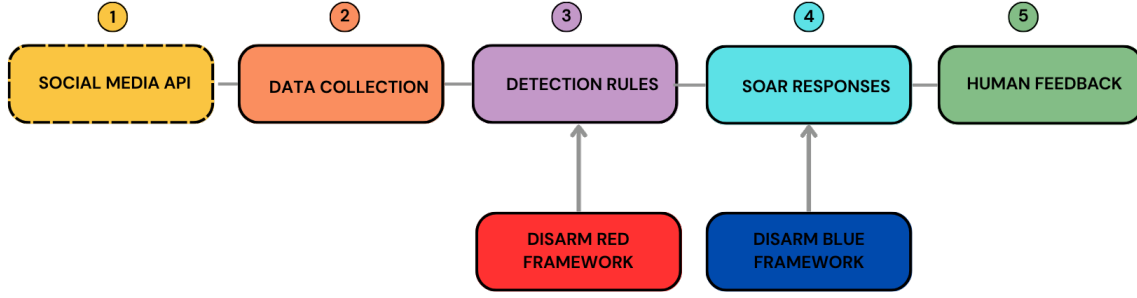 1
2
3
4
5
SOCIAL MEDIA API
DATA COLLECTION
DETECTION RULES
SOAR RESPONSES
HUMAN FEEDBACK
DISARM RED
FRAMEWORK
DISARM BLUE
FRAMEWORK